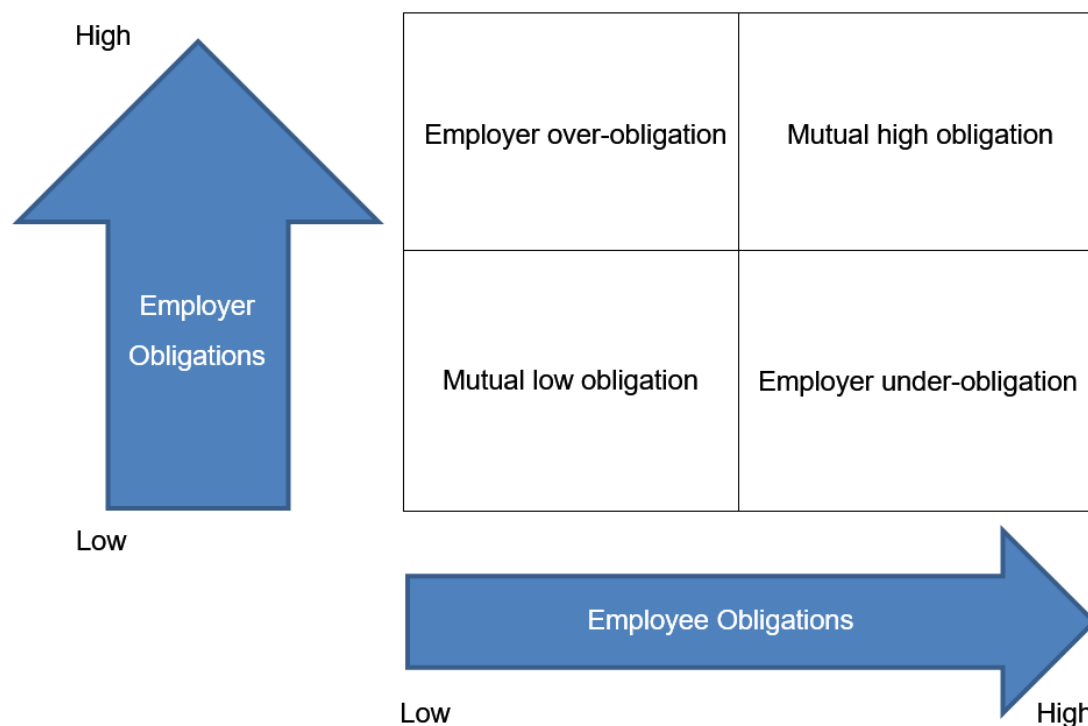 High
Employer over-obligation
Mutual high obligation
Employer
Obligations
Mutual low obligation
Employer under-obligation
Low
Employee Obligations
Low
High